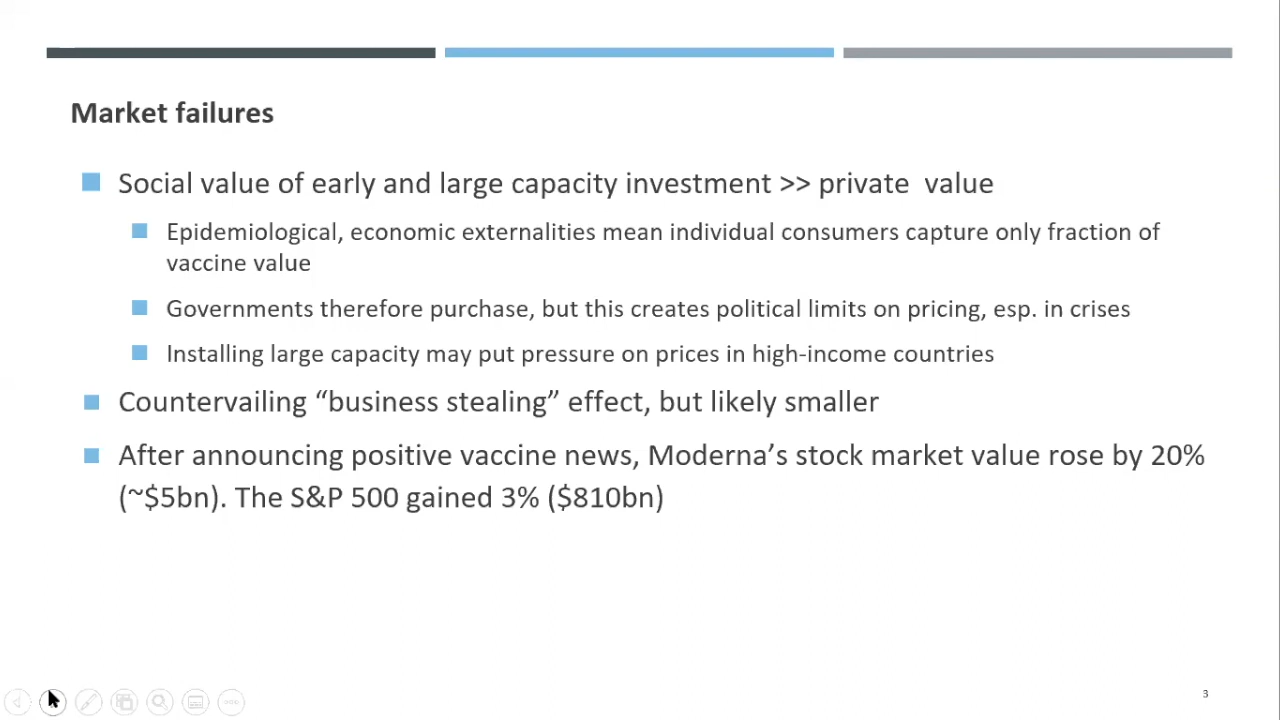 Market failures
Social value of early and large capacity investment >> private  value
Epidemiological, economic externalities mean individual consumers capture only fraction of
vaccine value
Governments therefore purchase, but this creates political limits on pricing, esp. in crises
Installing large capacity may put pressure on prices in high-income countries
Countervailing “business stealing” effect, but likely smaller
After announcing positive vaccine news, Moderna’s stock market value rose by 20%
(~$5bn). The S&P 500 gained 3% ($810bn)
3